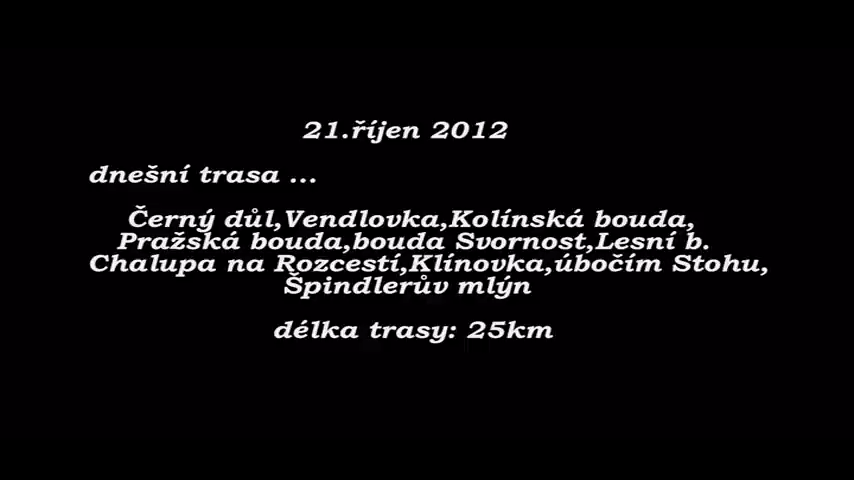 21.říjen 2012
dnešní trasa ...
Černý důl,Vendlovka,Kolínská bouda,
Pražská bouda,bouda Svornost,Lesní b.
Chalupa na Rozcestí,Klínovka,úbočím Stohu,
Špindlerův mlýn
délka trasy: 25km